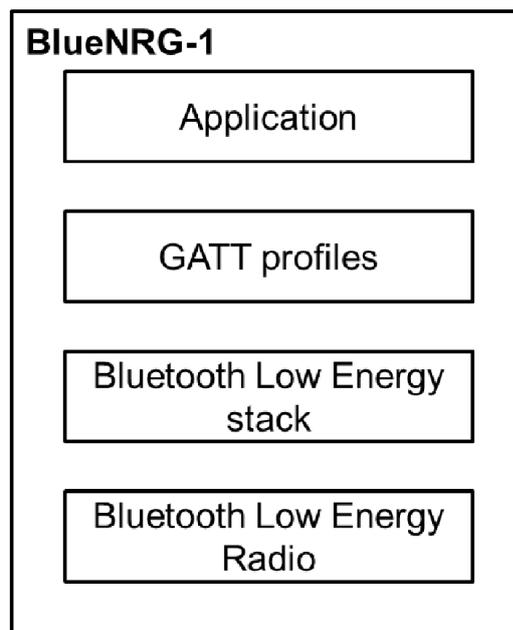 BlueNRG-1
Application
GATT profiles
Bluetooth Low Energy
stack
Bluetooth Low Energy
Radio